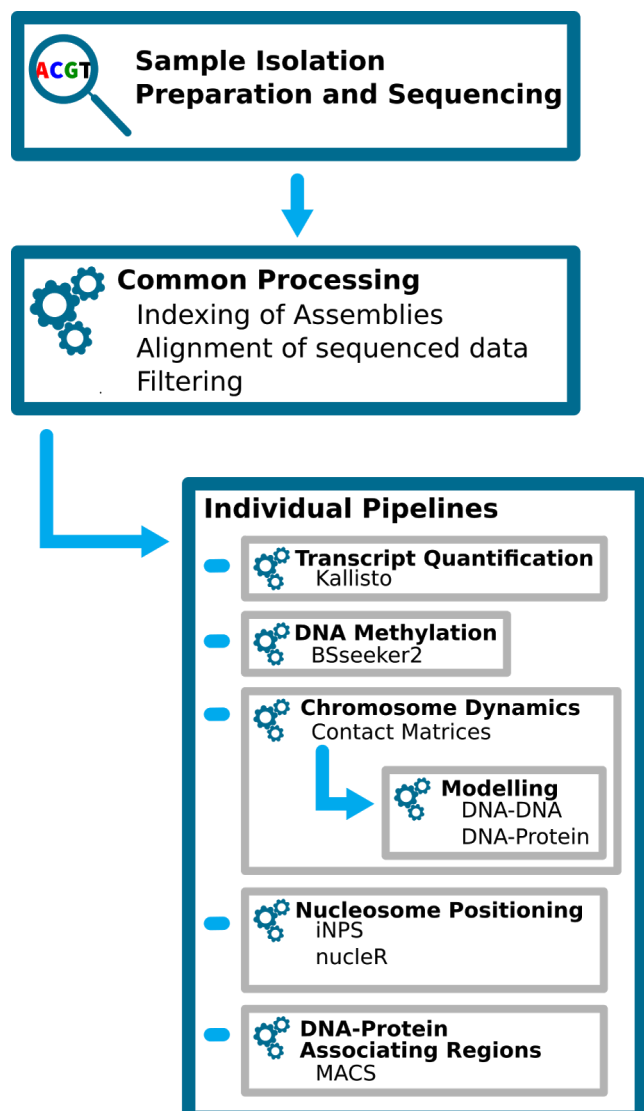 ACGT
Sample Isolation
Preparation and Sequencing
Common Processing
Indexing of Assemblies
Alignment of sequenced data
Filtering
.
Individual Pipelines
Transcript Quantification
Kallisto
DNA Methylation
BSseeker2
Chromosome Dynamics
Contact Matrices
Modelling
DNA-DNA
DNA-Protein
Nucleosome Positioning
iNPS
nucleR
DNA-Protein
Associating Regions
MACS